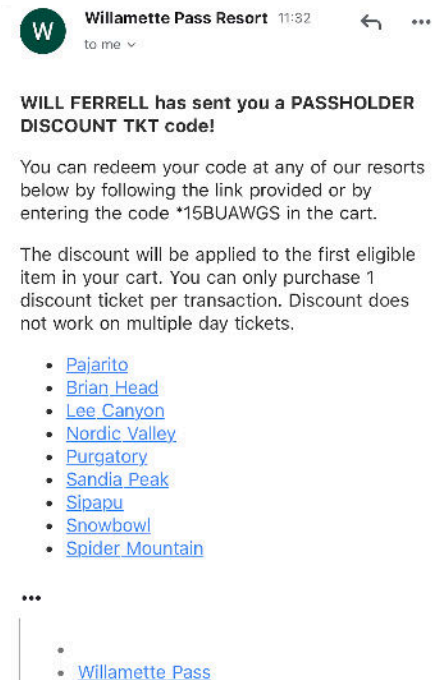 W
Willamette Pass Resort 11:32
to me
WILL FERRELL has sent you a PASSHOLDER
DISCOUNT TKT code!
You can redeem your code at any of our resorts
below by following the link provided or by
entering the code *15BUAWGS in the cart.
The discount will be applied to the first eligible
item in your cart. You can only purchase 1
discount ticket per transaction. Discount does
not work on multiple day tickets.
• Pajarito
• Brian Head
• Lee Canyon
• Nordic Valley
• Purgatory
• Sandia Peak
• Sipapu
• Snowbowl
• Spider Mountain
•••
•
• Willamette Pass